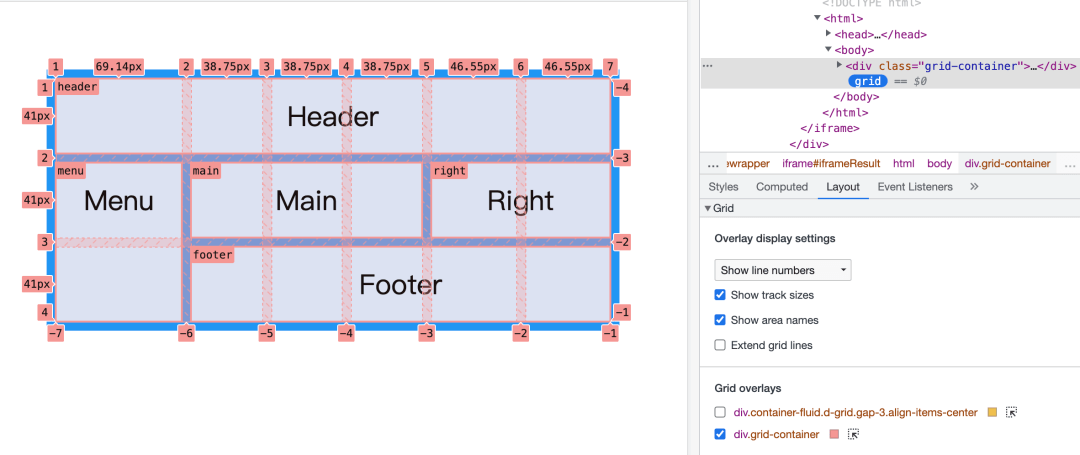 <!DOCTYPE html>
<html>
<head>…</head>
<body>
… <div class="grid-container">…</div>
grid == $0
</body>
</html>
</iframe>
</div>
1 69.14px 2 38.75px 3 38.75px 4 38.75px 5 46.55px 6 46.55px 7
1 header -4
41px Header
2 -3
menu main right
41px Menu Main Right
3 -2
footer
41px Footer
4 -1
-7 -6 -5 -4 -3 -2 -1
… ewrapper iframe#iframeResult html body div.grid-container …
Styles Computed Layout Event Listeners »
Grid
Overlay display settings
Show line numbers
Show track sizes
Show area names
Extend grid lines
Grid overlays
div.container-fluid.d-grid.gap-3.align-items-center
div.grid-container